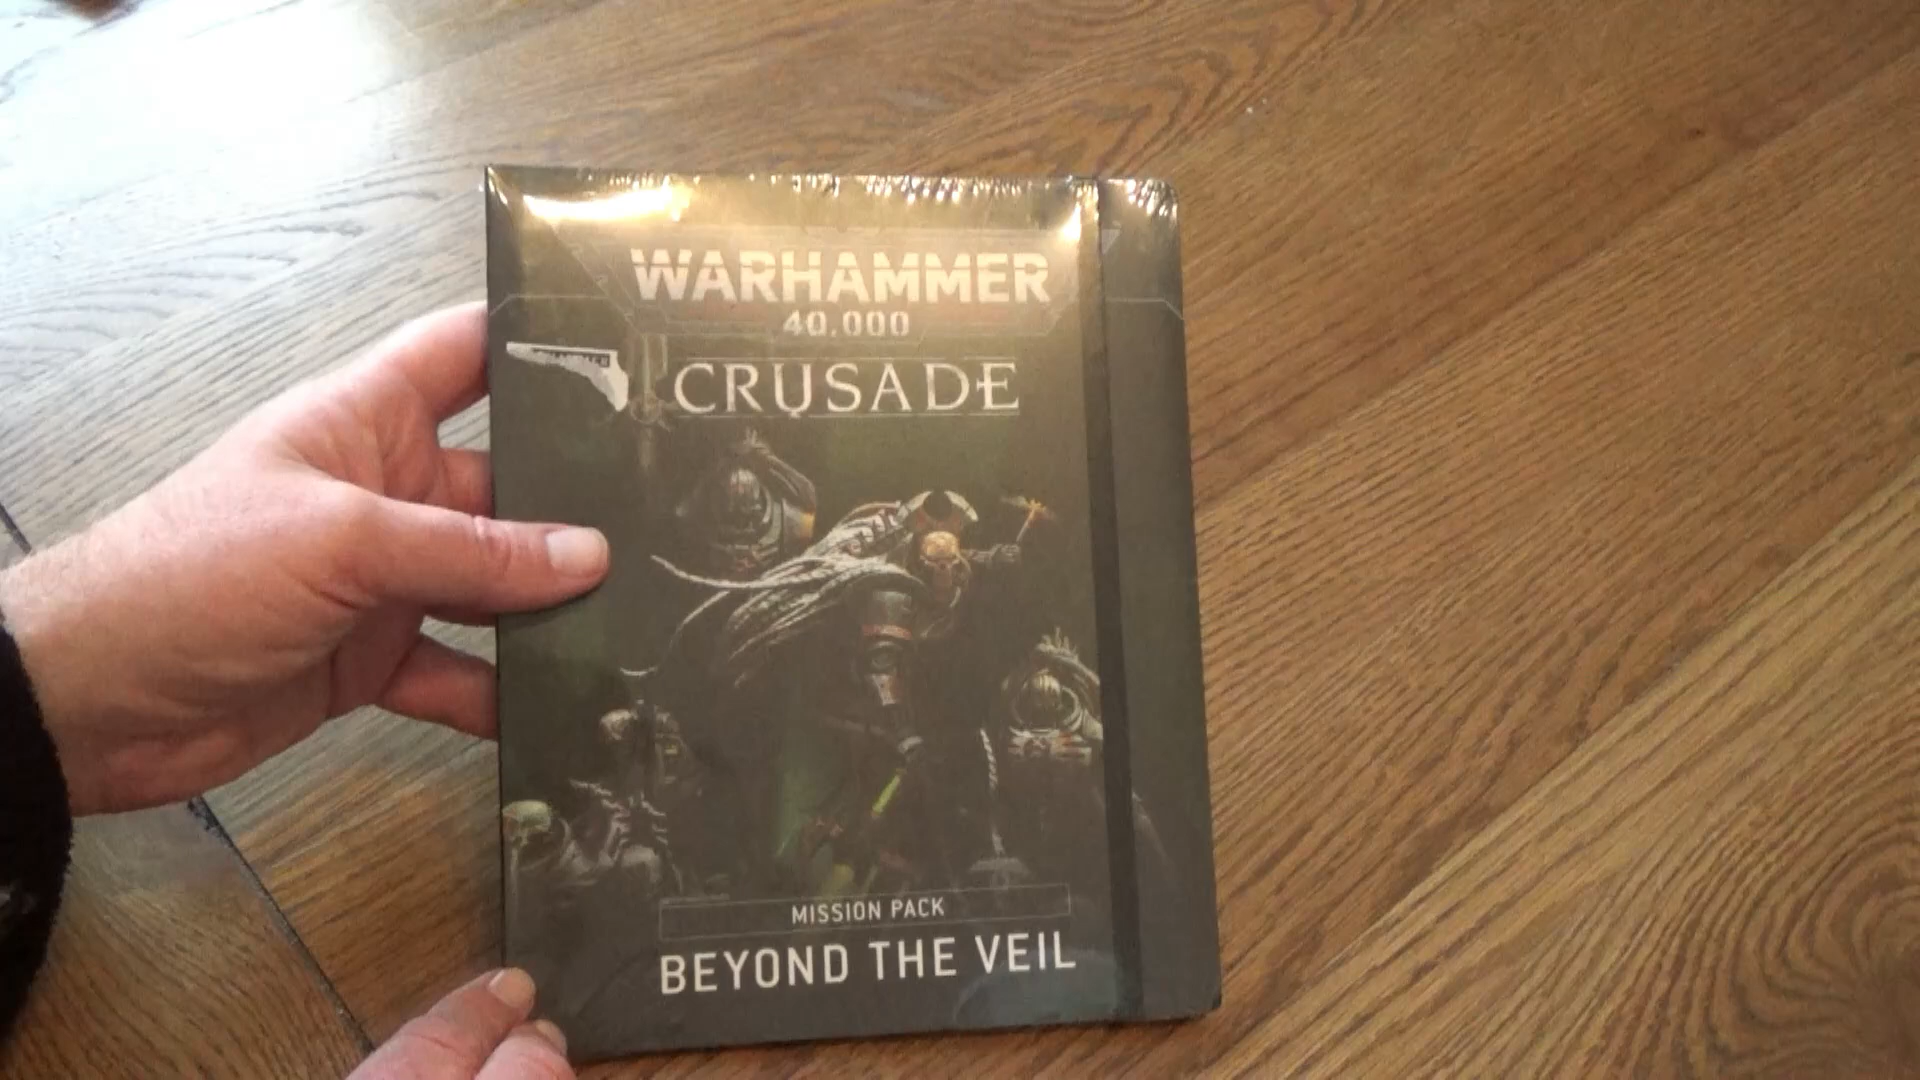 WARHAMMER
40,000
CRUSADE
MISSION PACK
BEYOND THE VEIL